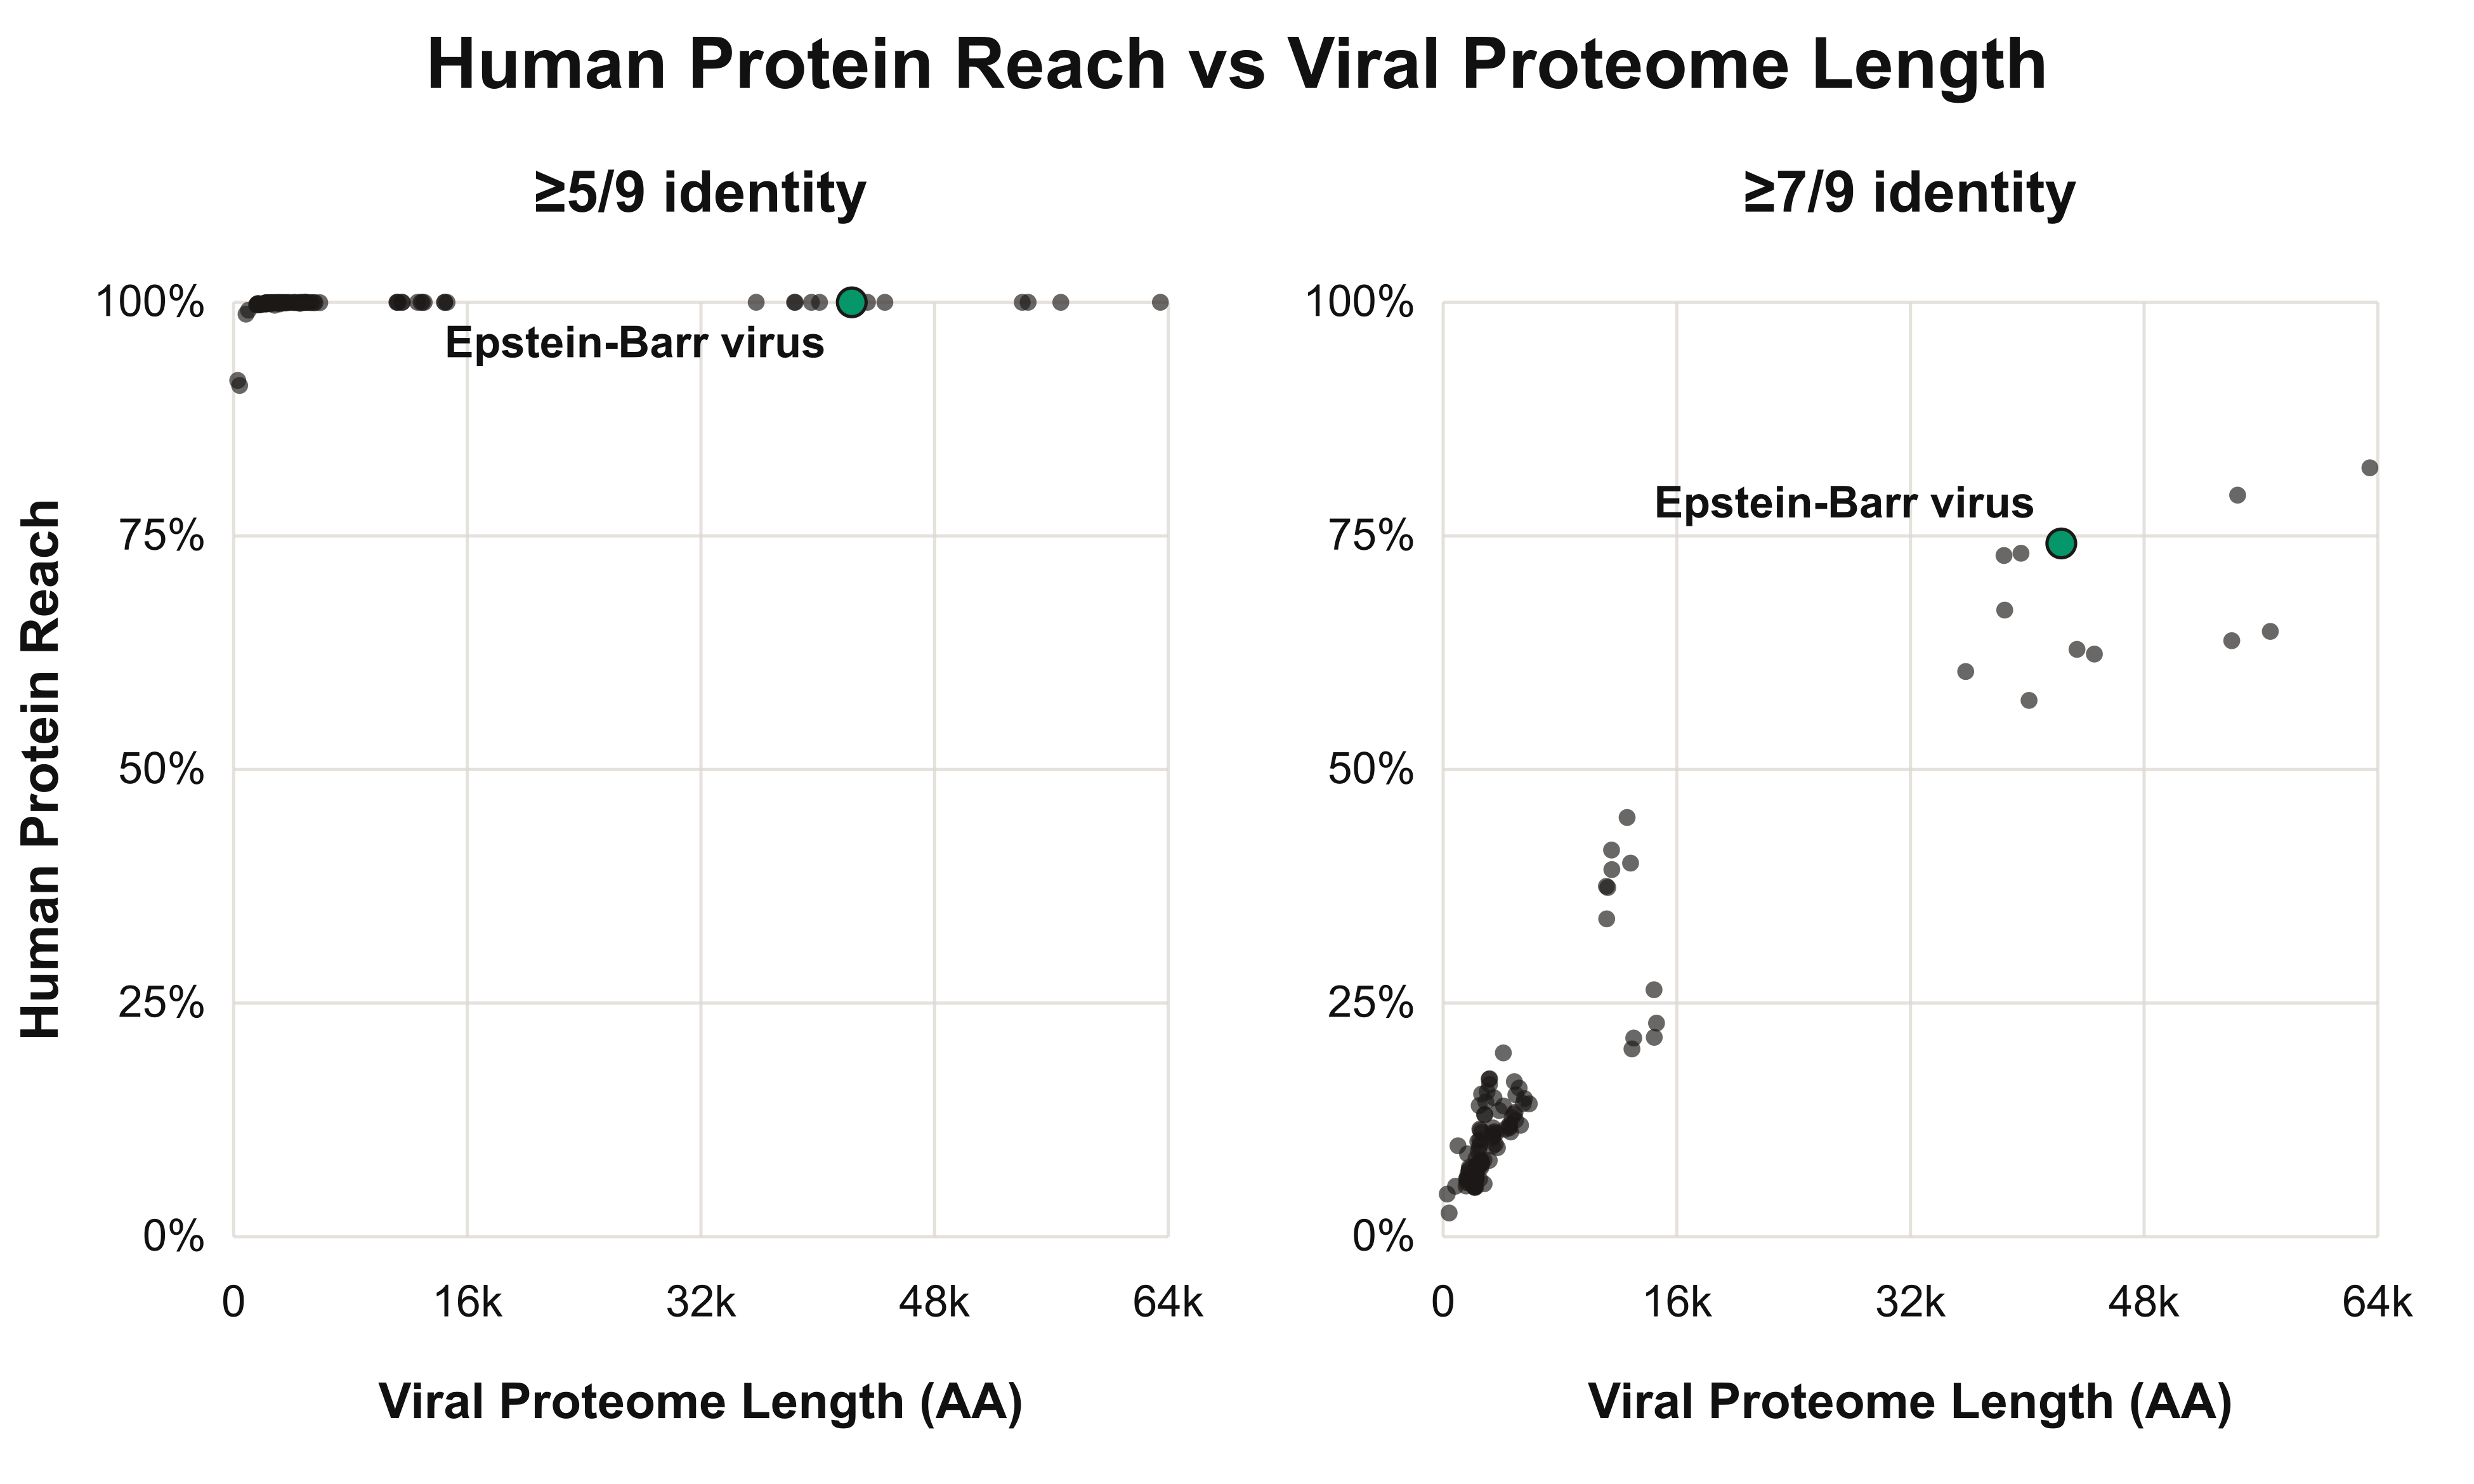 Human Protein Reach vs Viral Proteome Length
≥5/9 identity
Human Protein Reach
100%
75%
50%
25%
0%
Epstein-Barr virus
0
16k
32k
48k
64k
Viral Proteome Length (AA)
≥7/9 identity
100%
75%
50%
25%
0%
Epstein-Barr virus
0
16k
32k
48k
64k
Viral Proteome Length (AA)